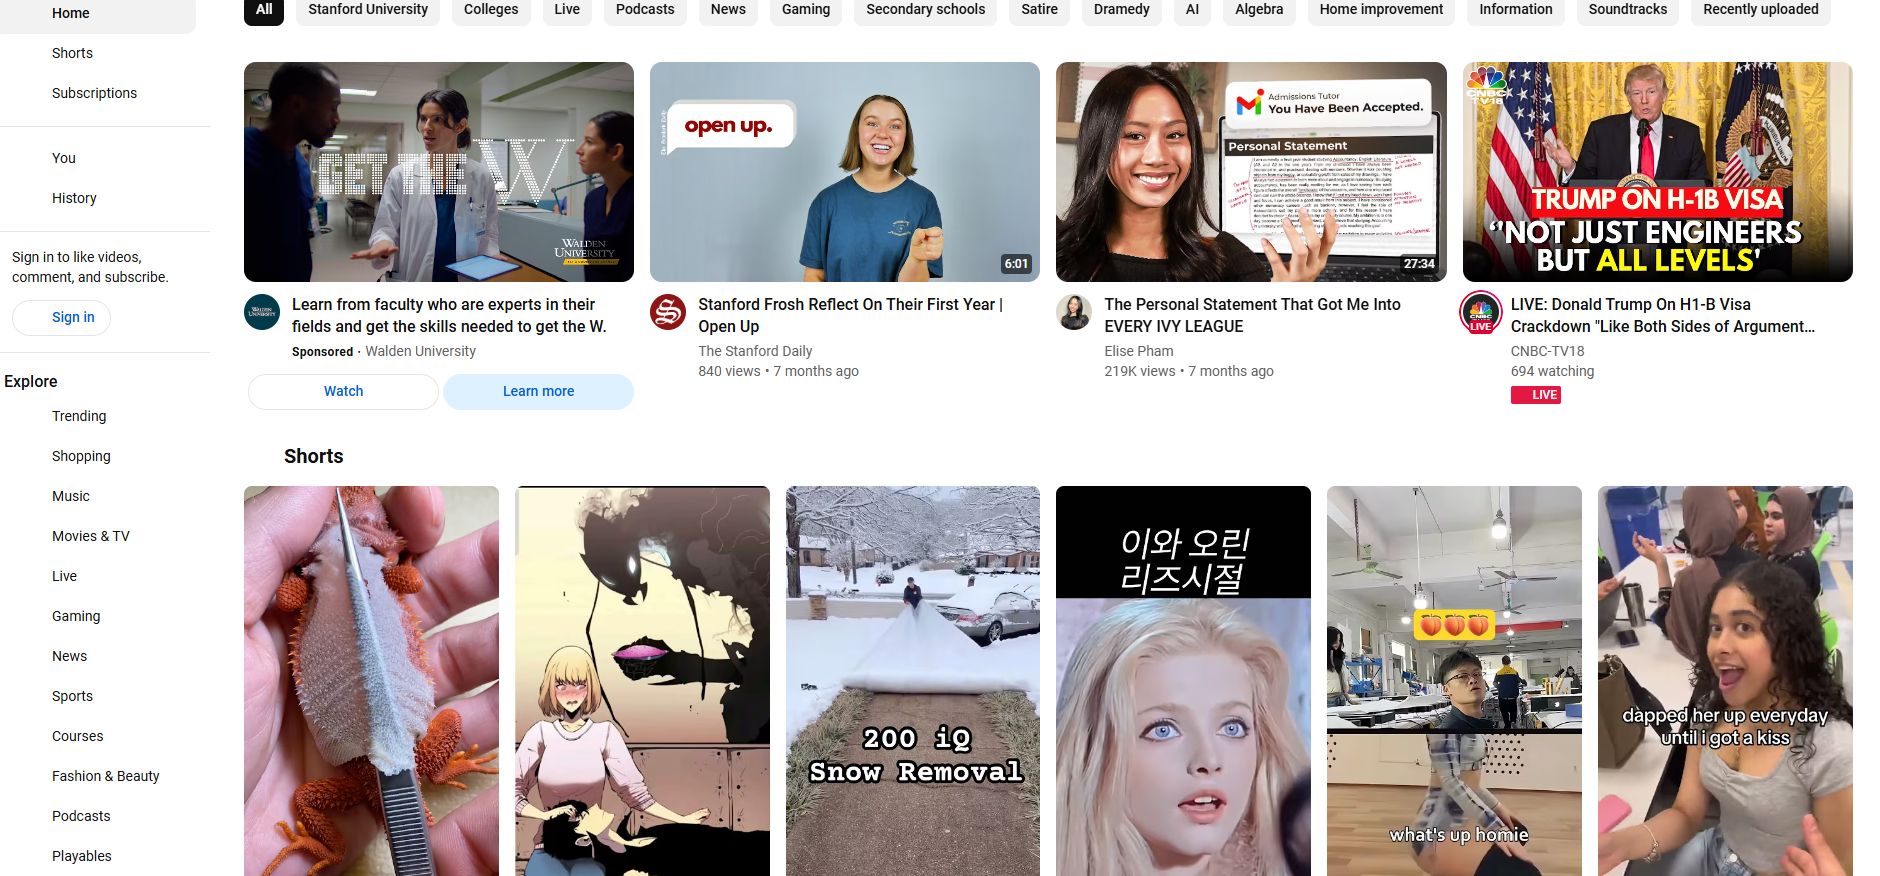 Home
Shorts
Subscriptions
You
History
Sign in to like videos,
comment, and subscribe.
Sign in
Explore
Trending
Shopping
Music
Movies & TV
Live
Gaming
News
Sports
Courses
Fashion & Beauty
Podcasts
Playables
All
Stanford University
Colleges
Live
Podcasts
News
Gaming
Secondary schools
Satire
Dramedy
AI
Algebra
Home improvement
Information
Soundtracks
Recently uploaded
GET THE W
WALDEN
UNIVERSITY
Learn from faculty who are experts in their
fields and get the skills needed to get the W.
Sponsored · Walden University
Watch
Learn more
The Stanford Daily
open up.
6:01
Stanford Frosh Reflect On Their First Year |
Open Up
The Stanford Daily
840 views • 7 months ago
Admissions Tutor
You Have Been Accepted.
Personal Statement
27:34
The Personal Statement That Got Me Into
EVERY IVY LEAGUE
Elise Pham
219K views • 7 months ago
CNBC
TV18
TRUMP ON H-1B VISA
"NOT JUST ENGINEERS
BUT ALL LEVELS'
LIVE
LIVE: Donald Trump On H1-B Visa
Crackdown "Like Both Sides of Argument...
CNBC-TV18
694 watching
LIVE
Shorts
200 iQ
Snow Removal
이와 오린
리즈시절
what's up homie
dapped her up everyday
until i got a kiss